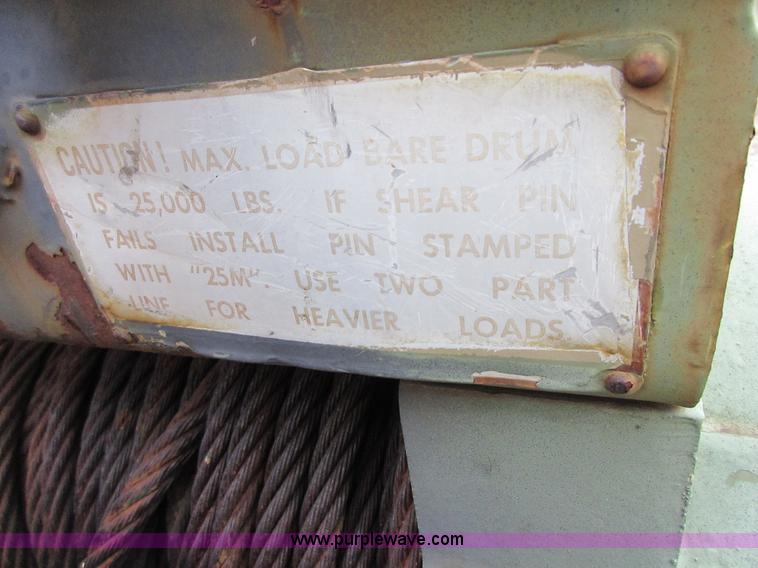 CAUTION! MAX. LOAD BARE DRUM
IS 25,000 LBS. IF SHEAR PIN
FAILS INSTALL PIN STAMPED
WITH "25M". USE TWO PART
LINE FOR HEAVIER LOADS
www.purplewave.com